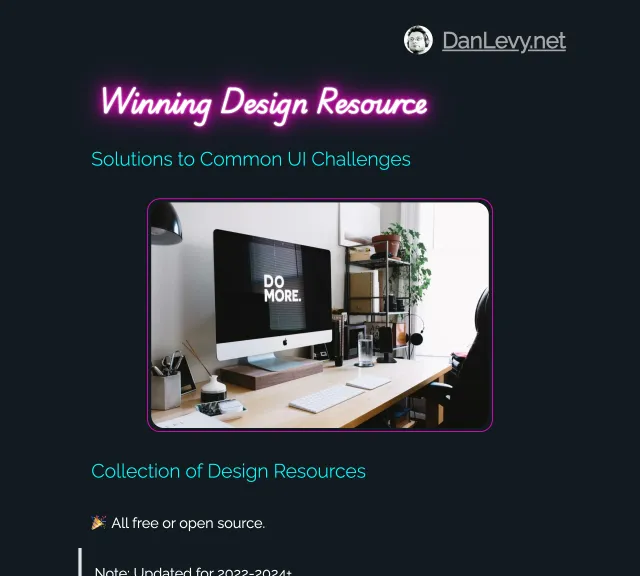 DanLevy.net
Winning Design Resource
Solutions to Common UI Challenges
DO
MORE.
Collection of Design Resources
🎉 All free or open source.
Note: Updated for 2022-2024+